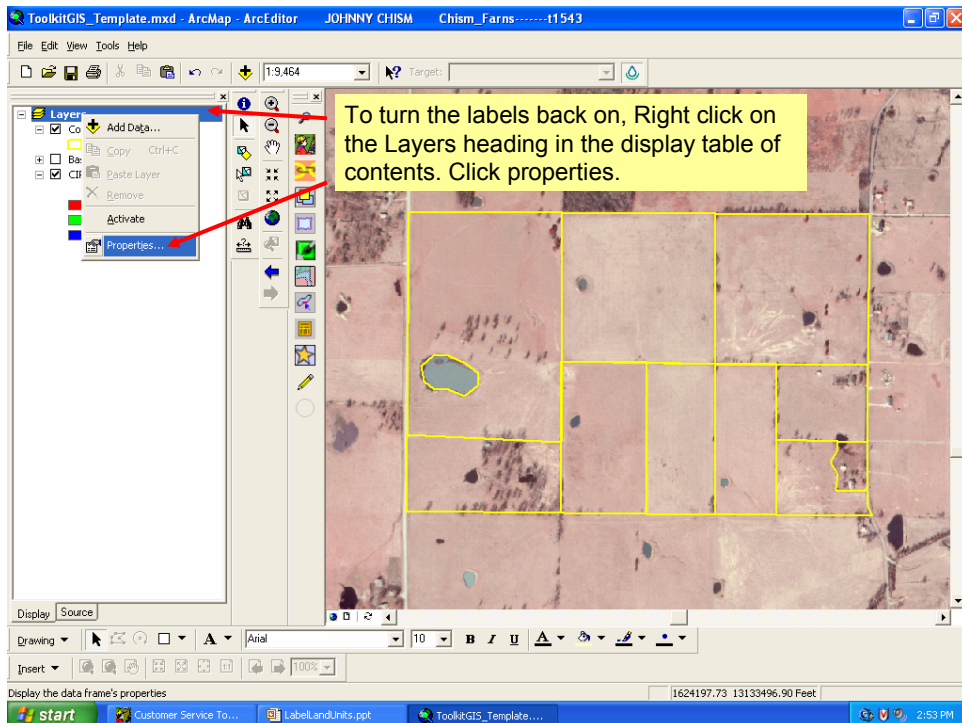 ToolkitGIS_Template.mxd - ArcMap - ArcEditor JOHNNY CHISM Chism_Farns-------t1543
File Edit View Tools Help
1:9,464 Target:
To turn the labels back on, Right click on
the Layers heading in the display table of
contents. Click properties.
Layers
Co
Ba
CIR
Add Data...
Copy Ctrl+C
Paste Layer
Remove
Activate
Properties...
Display Source
Drawing A Arial 10 B I U A
Insert 100%
Display the data frame's properties 1624197.73 13133496.90 Feet
start Customer Service To... LabelLandUnits.ppt ToolkitGIS_Template.... 2:53 PM